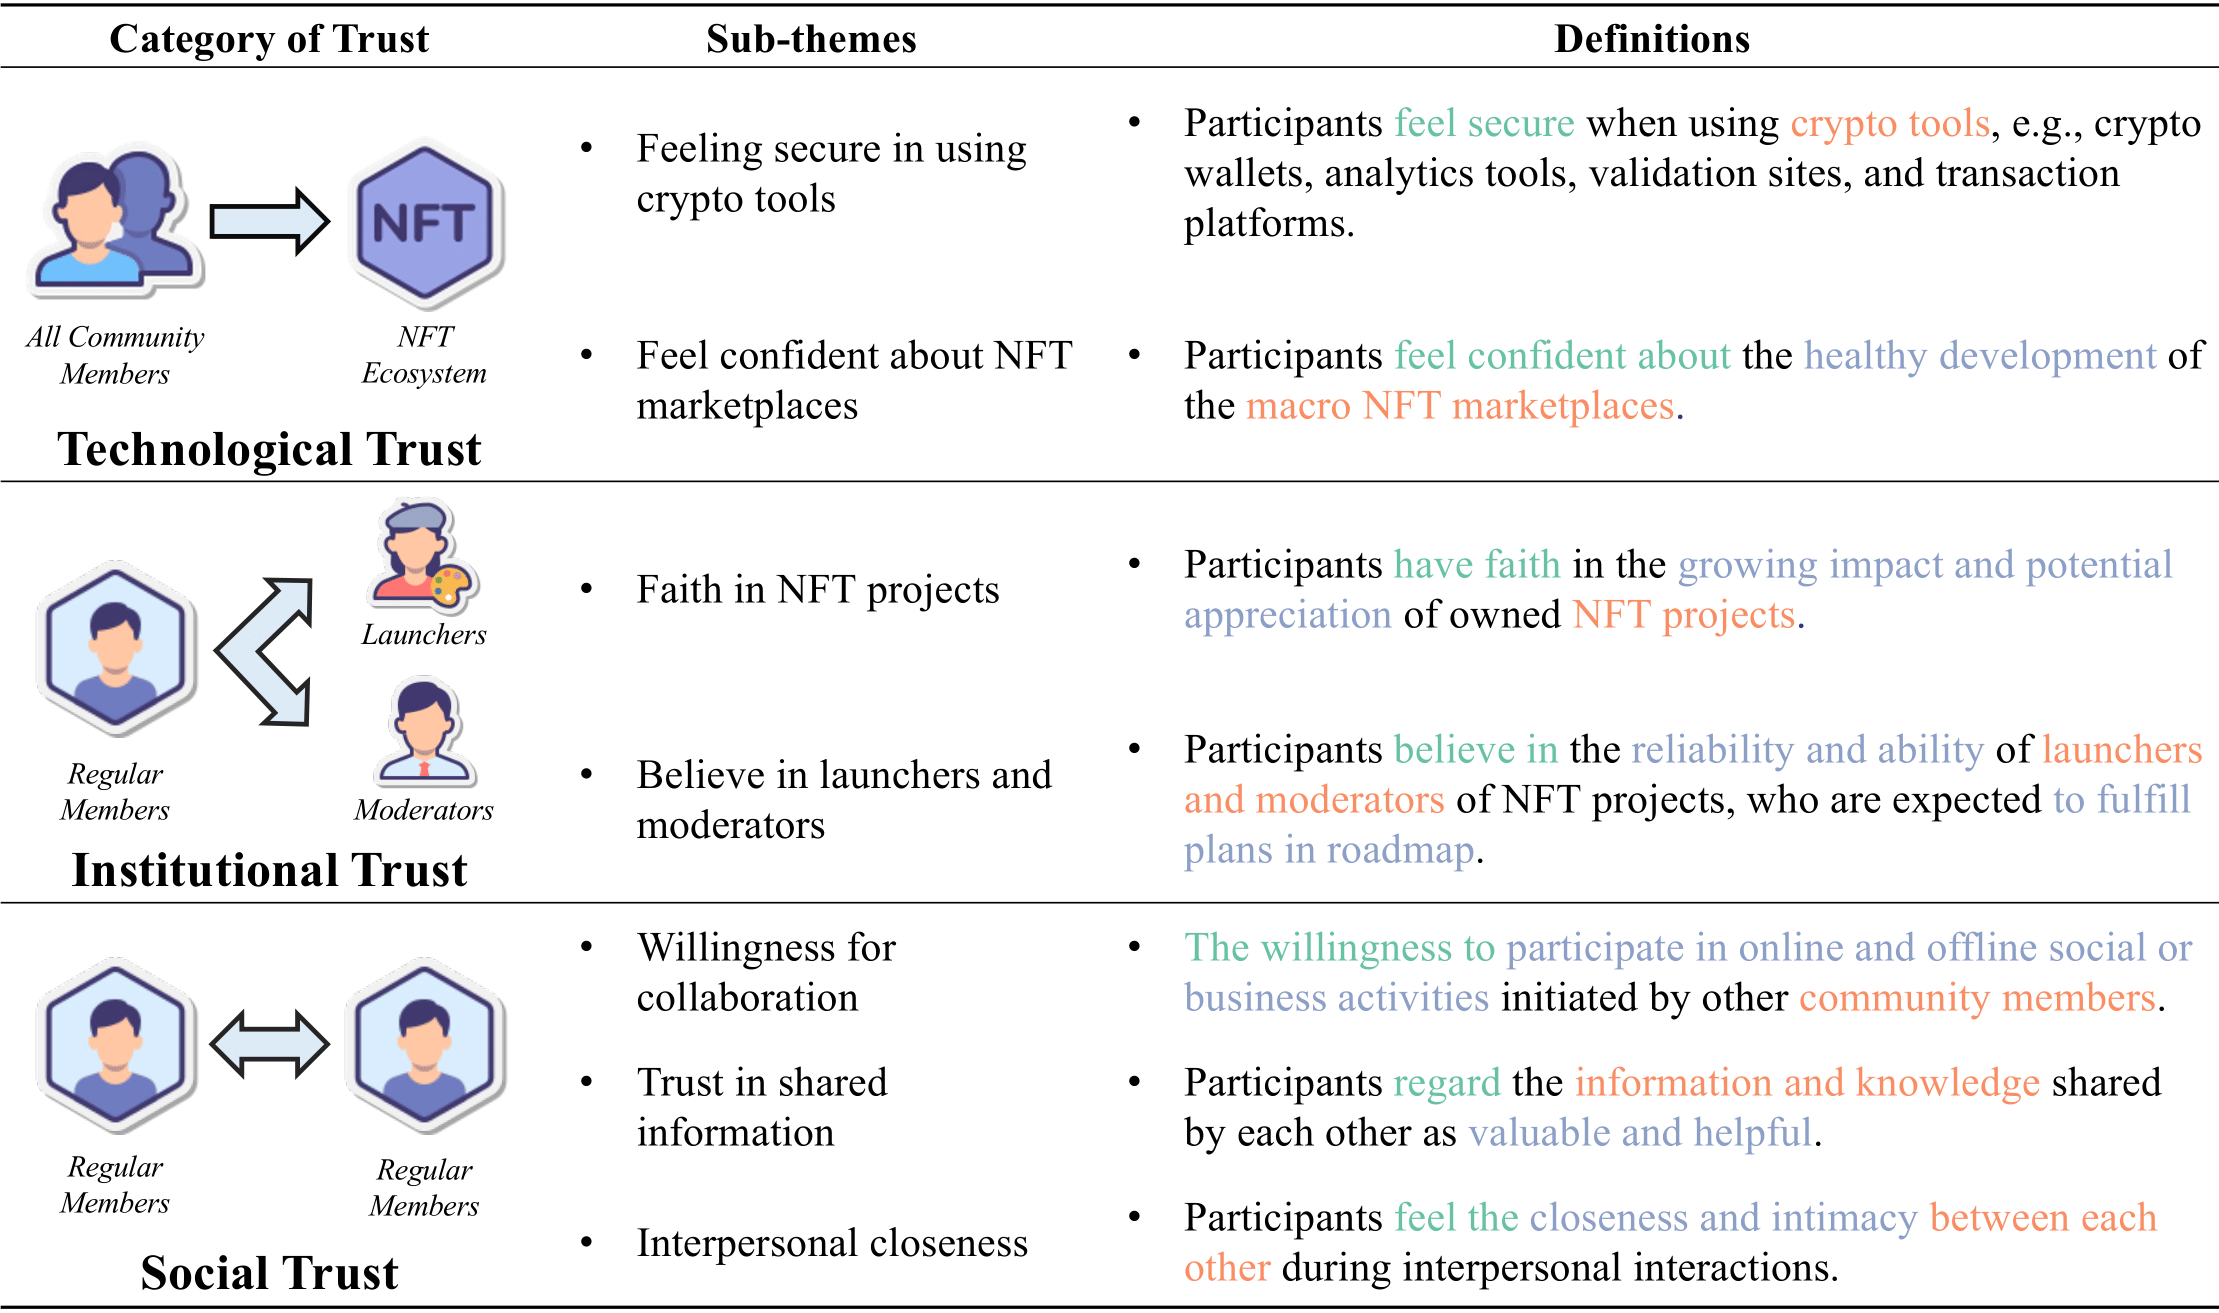 Category of Trust
Sub-themes
Definitions
NFT
All Community
Members
NFT
Ecosystem
Technological Trust
• Feeling secure in using
crypto tools
• Participants feel secure when using crypto tools, e.g., crypto
wallets, analytics tools, validation sites, and transaction
platforms.
• Feel confident about NFT
marketplaces
• Participants feel confident about the healthy development of
the macro NFT marketplaces.
Launchers
Regular
Members
Moderators
Institutional Trust
• Faith in NFT projects
• Participants have faith in the growing impact and potential
appreciation of owned NFT projects.
• Believe in launchers and
moderators
• Participants believe in the reliability and ability of launchers
and moderators of NFT projects, who are expected to fulfill
plans in roadmap.
Regular
Members
Regular
Members
Social Trust
• Willingness for
collaboration
• The willingness to participate in online and offline social or
business activities initiated by other community members.
• Trust in shared
information
• Participants regard the information and knowledge shared
by each other as valuable and helpful.
• Interpersonal closeness
• Participants feel the closeness and intimacy between each
other during interpersonal interactions.